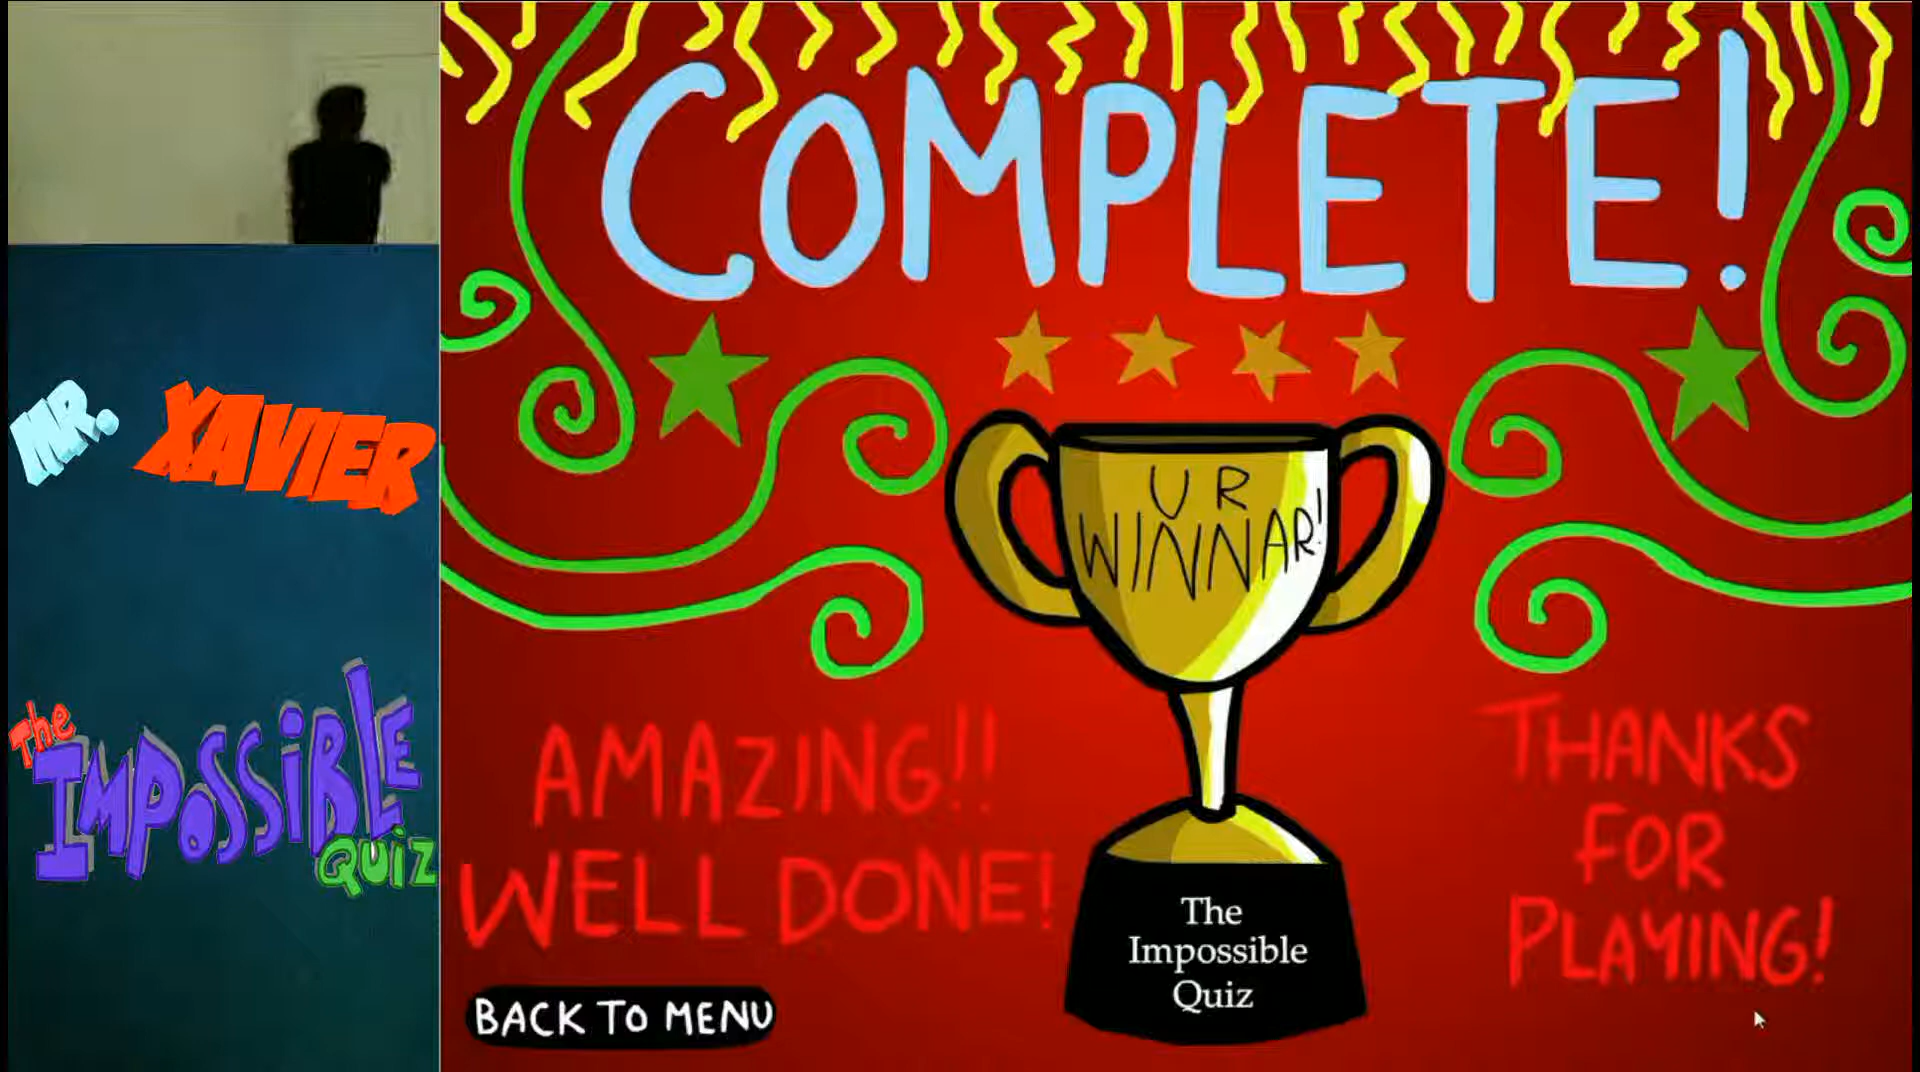 COMPLETE!
MR. XAVIER
U R
WINNAR!
The
IMPOSSIBLE
QUIZ
AMAZING!!
WELL DONE!
THANKS
FOR
PLAYING!
The
Impossible
Quiz
BACK TO MENU